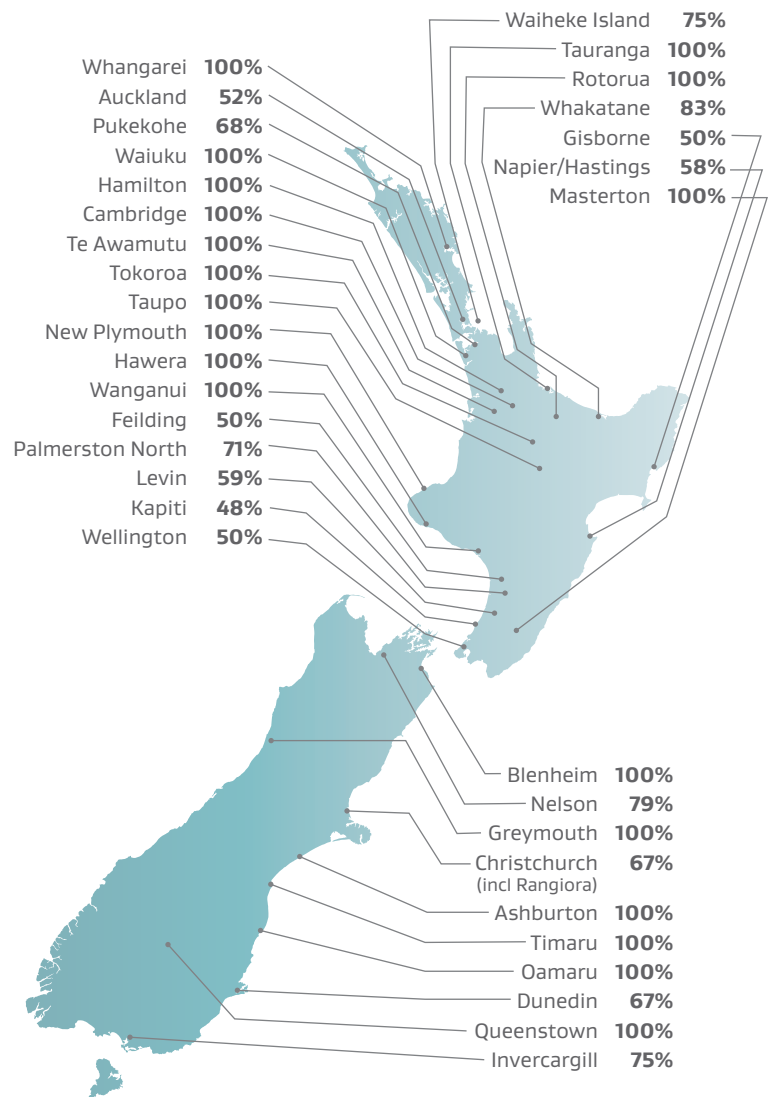 Waiheke Island 75%
Tauranga 100%
Rotorua 100%
Whakatane 83%
Gisborne 50%
Napier/Hastings 58%
Masterton 100%
Whangarei 100%
Auckland 52%
Pukekohe 68%
Waiuku 100%
Hamilton 100%
Cambridge 100%
Te Awamutu 100%
Tokoroa 100%
Taupo 100%
New Plymouth 100%
Hawera 100%
Wanganui 100%
Feilding 50%
Palmerston North 71%
Levin 59%
Kapiti 48%
Wellington 50%
Blenheim 100%
Nelson 79%
Greymouth 100%
Christchurch 67%
(incl Rangiora)
Ashburton 100%
Timaru 100%
Oamaru 100%
Dunedin 67%
Queenstown 100%
Invercargill 75%